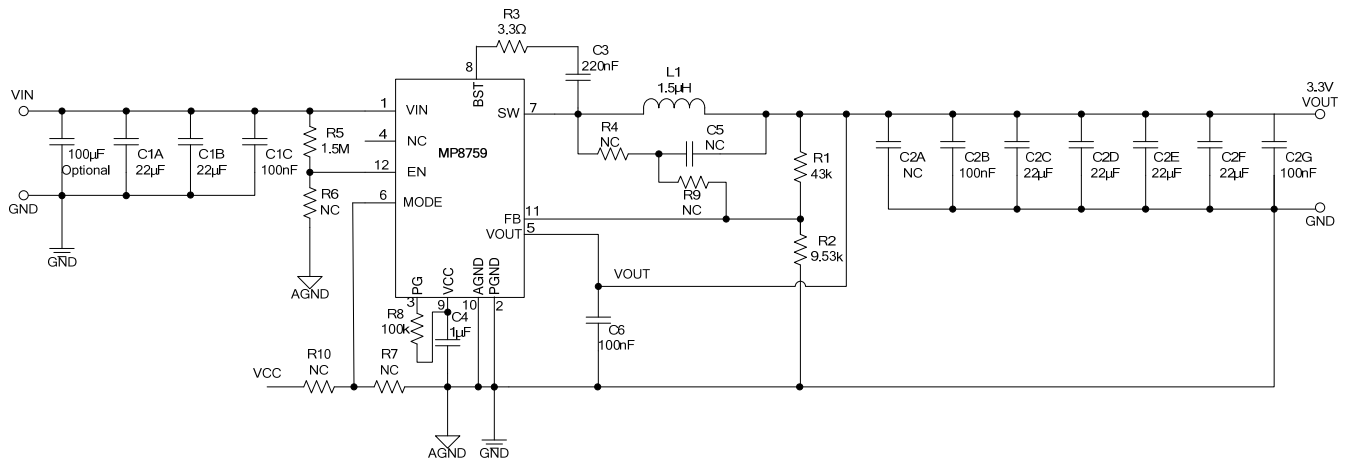 R3
3.3Ω
C3
220nF
8
BST
L1
1.5µH
VIN
1
VIN
SW
7
3.3V
VOUT
4
NC
MP8759
R5
1.5M
R4
NC
C5
NC
100µF
Optional
C1A
22µF
C1B
22µF
C1C
100nF
12
EN
R1
43k
C2A
NC
C2B
100nF
C2C
22µF
C2D
22µF
C2E
22µF
C2F
22µF
C2G
100nF
R6
NC
6
MODE
R9
NC
GND
FB
11
GND
VOUT
5
R2
9.53k
GND
AGND
PG
VCC
AGND
PGND
VOUT
3
9
10
2
R8
100k
C4
1µF
C6
100nF
R10
NC
R7
NC
VCC
AGND
GND